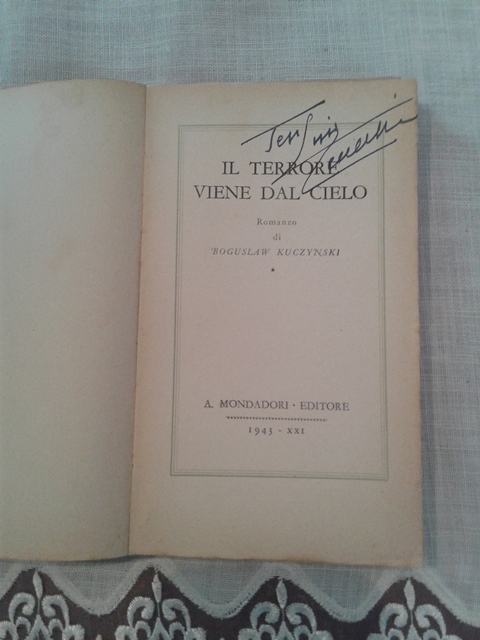 IL TERRORE
VIENE DAL CIELO
Romanzo
di
BOGUSLAW KUCZYNSKI
A. MONDADORI · EDITORE
1943 - XXI